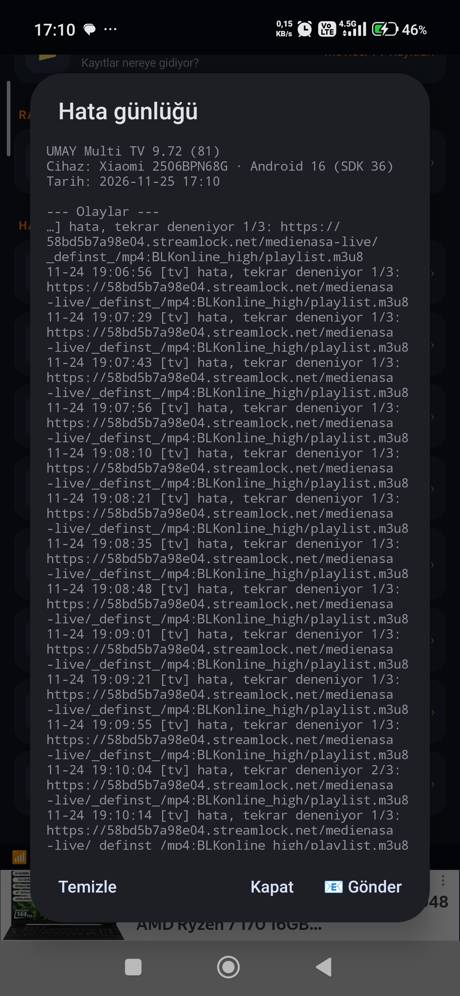 17:10
0,15
KB/s
Vo
LTE
4.5G
46%
Kayıtlar nereye gidiyor?
Hata günlüğü
UMAY Multi TV 9.72 (81)
Cihaz: Xiaomi 2506BPN68G · Android 16 (SDK 36)
Tarih: 2026-11-25 17:10
--- Olaylar ---
…] hata, tekrar deneniyor 1/3: https://
58bd5b7a98e04.streamlock.net/medienasa-live/
_definst_/mp4:BLKonline_high/playlist.m3u8
11-24 19:06:56 [tv] hata, tekrar deneniyor 1/3:
https://58bd5b7a98e04.streamlock.net/medienasa
-live/_definst_/mp4:BLKonline_high/playlist.m3u8
11-24 19:07:29 [tv] hata, tekrar deneniyor 1/3:
https://58bd5b7a98e04.streamlock.net/medienasa
-live/_definst_/mp4:BLKonline_high/playlist.m3u8
11-24 19:07:43 [tv] hata, tekrar deneniyor 1/3:
https://58bd5b7a98e04.streamlock.net/medienasa
-live/_definst_/mp4:BLKonline_high/playlist.m3u8
11-24 19:07:56 [tv] hata, tekrar deneniyor 1/3:
https://58bd5b7a98e04.streamlock.net/medienasa
-live/_definst_/mp4:BLKonline_high/playlist.m3u8
11-24 19:08:10 [tv] hata, tekrar deneniyor 1/3:
https://58bd5b7a98e04.streamlock.net/medienasa
-live/_definst_/mp4:BLKonline_high/playlist.m3u8
11-24 19:08:21 [tv] hata, tekrar deneniyor 1/3:
https://58bd5b7a98e04.streamlock.net/medienasa
-live/_definst_/mp4:BLKonline_high/playlist.m3u8
11-24 19:08:35 [tv] hata, tekrar deneniyor 1/3:
https://58bd5b7a98e04.streamlock.net/medienasa
-live/_definst_/mp4:BLKonline_high/playlist.m3u8
11-24 19:08:48 [tv] hata, tekrar deneniyor 1/3:
https://58bd5b7a98e04.streamlock.net/medienasa
-live/_definst_/mp4:BLKonline_high/playlist.m3u8
11-24 19:09:01 [tv] hata, tekrar deneniyor 1/3:
https://58bd5b7a98e04.streamlock.net/medienasa
-live/_definst_/mp4:BLKonline_high/playlist.m3u8
11-24 19:09:21 [tv] hata, tekrar deneniyor 1/3:
https://58bd5b7a98e04.streamlock.net/medienasa
-live/_definst_/mp4:BLKonline_high/playlist.m3u8
11-24 19:09:55 [tv] hata, tekrar deneniyor 1/3:
https://58bd5b7a98e04.streamlock.net/medienasa
-live/_definst_/mp4:BLKonline_high/playlist.m3u8
11-24 19:10:04 [tv] hata, tekrar deneniyor 2/3:
https://58bd5b7a98e04.streamlock.net/medienasa
-live/_definst_/mp4:BLKonline_high/playlist.m3u8
11-24 19:10:14 [tv] hata, tekrar deneniyor 1/3:
https://58bd5b7a98e04.streamlock.net/medienasa
-live/_definst_/mp4:BLKonline_high/playlist.m3u8
Temizle
Kapat
Gönder
48
AMD Ryzen 7 170 16GB...